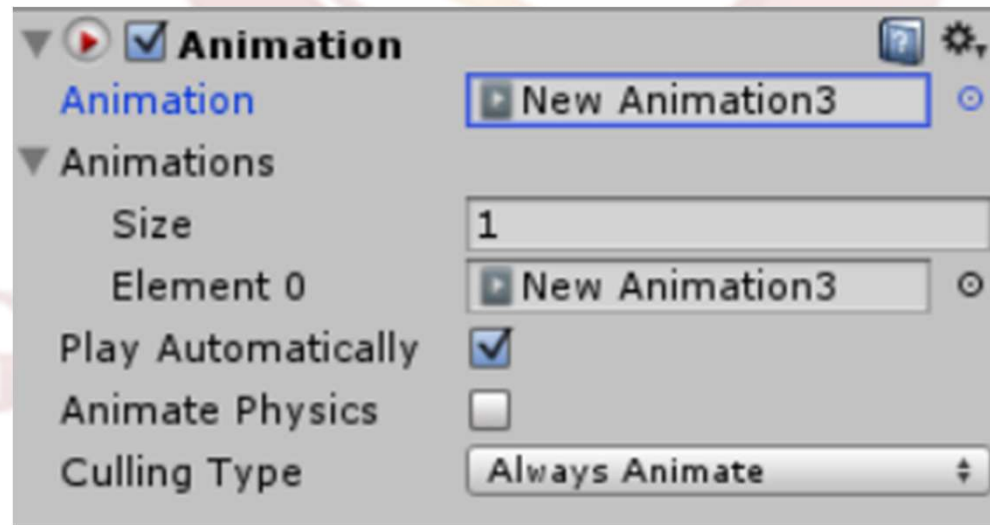 Animation
Animation New Animation3
Animations
Size 1
Element 0 New Animation3
Play Automatically
Animate Physics
Culling Type Always Animate